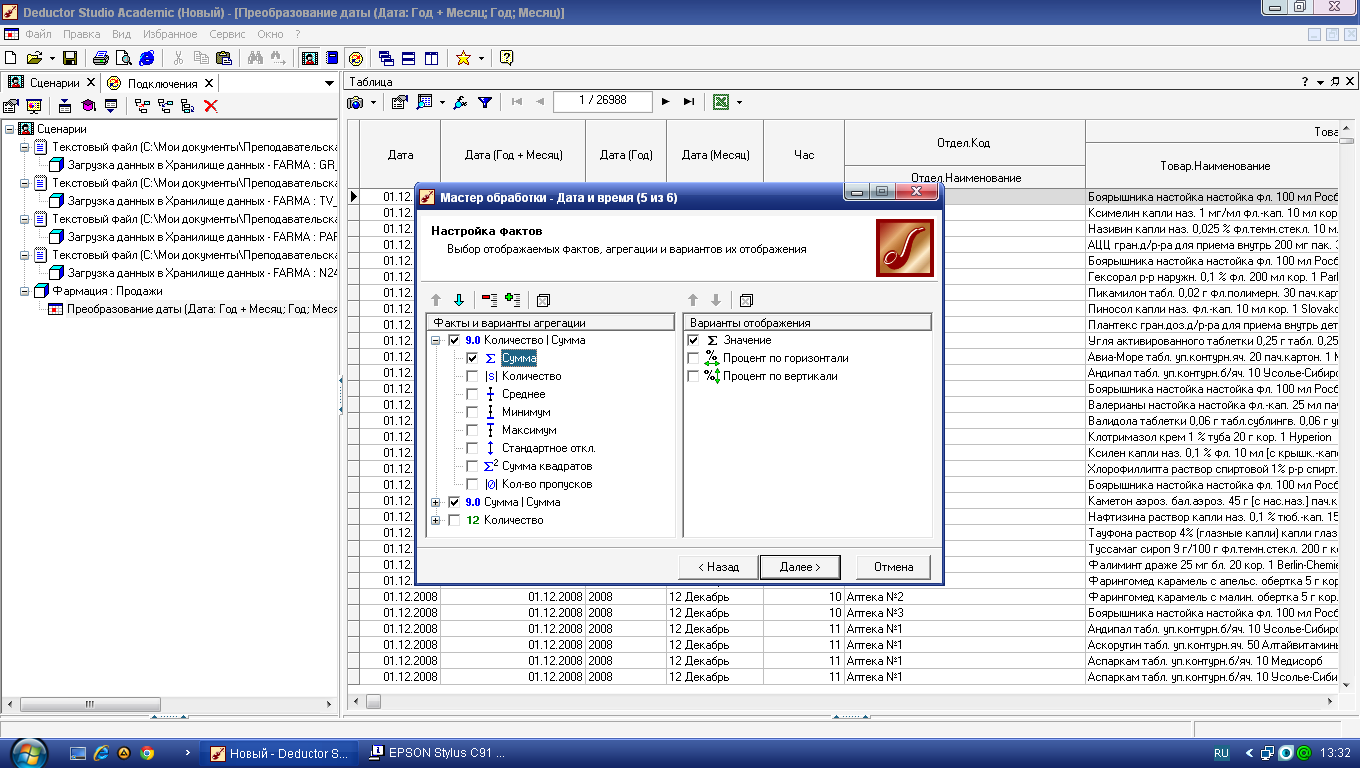 Deductor Studio Academic (Новый) - [Преобразование даты (Дата: Год + Месяц; Год; Месяц)]
Файл Правка Вид Избранное Сервис Окно ?
Сценарии X Подключения X
Сценарии
Текстовый файл (C:\Мои документы\Преподавательска
Загрузка данных в Хранилище данных - FARMA : GR_
Текстовый файл (C:\Мои документы\Преподавательска
Загрузка данных в Хранилище данных - FARMA : TV_
Текстовый файл (C:\Мои документы\Преподавательска
Загрузка данных в Хранилище данных - FARMA : PAR
Текстовый файл (C:\Мои документы\Преподавательска
Загрузка данных в Хранилище данных - FARMA : N24
Фармация : Продажи
Преобразование даты (Дата: Год + Месяц; Год; Меся
Таблица
1 / 26988
Дата Дата (Год + Месяц) Дата (Год) Дата (Месяц) Час Отдел.Код Това
Отдел.Наименование Товар.Наименование
01.12. Боярышника настойка настойка фл. 100 мл Росб
01.12. Ксимелин капли наз. 1 мг/мл фл.-кап. 10 мл кор
01.12. Називин капли наз. 0,025 % фл.темн.стекл. 10 м
01.12. АЦЦ гран.д/р-ра для приема внутрь 200 мг пак. 3
01.12. Боярышника настойка настойка фл. 100 мл Росб
01.12. Гексорал р-р наружн. 0,1 % фл. 200 мл кор. 1 Parl
01.12. Пикамилон табл. 0,02 г фл.полимерн. 30 пач.карт
01.12. Пиносол капли наз. фл.-кап. 10 мл кор. 1 Slovako
01.12. Плантекс гран.доз.д/р-ра для приема внутрь дет
01.12. Угля активированного таблетки 0,25 г табл. 0,25
01.12. Авиа-Море табл. уп.контурн.яч. 20 пач.картон. 1 М
01.12. Андипал табл. уп.контурн.б/яч. 10 Усолье-Сибирс
01.12. Боярышника настойка настойка фл. 100 мл Росб
01.12. Валерианы настойка настойка фл.-кап. 25 мл пач
01.12. Валидола таблетки 0,06 г табл.сублингв. 0,06 г у
01.12. Клотримазол крем 1 % туба 20 г кор. 1 Hyperion
01.12. Ксилен капли наз. 0,1 % фл. 10 мл [с крышк.-капе
01.12. Хлорофиллипта раствор спиртовой 1% р-р спирт.
01.12. Боярышника настойка настойка фл. 100 мл Росб
01.12. Каметон аэроз. бал.аэроз. 45 г [с нас.наз.] пач.к
01.12. Нафтизина раствор капли наз. 0,1 % тюб.-кап. 15
01.12. Тауфона раствор 4% (глазные капли) капли глаз
01.12. Туссамаг сироп 9 г/100 г фл.темн.стекл. 200 г к
01.12. Фалиминт драже 25 мг бл. 20 кор. 1 Berlin-Chemie
01.12. Фарингомед карамель с апельс. обертка 5 г кор
01.12.2008 01.12.2008 2008 12 Декабрь 10 Аптека №2 Фарингомед карамель с малин. обертка 5 г кор.
01.12.2008 01.12.2008 2008 12 Декабрь 10 Аптека №3 Боярышника настойка настойка фл. 100 мл Росб
01.12.2008 01.12.2008 2008 12 Декабрь 11 Аптека №1 Андипал табл. уп.контурн.б/яч. 10 Усолье-Сибирс
01.12.2008 01.12.2008 2008 12 Декабрь 11 Аптека №1 Аскорутин табл. уп.контурн.яч. 50 Алтайвитамины
01.12.2008 01.12.2008 2008 12 Декабрь 11 Аптека №1 Аспаркам табл. уп.контурн.б/яч. 10 Медисорб
01.12.2008 01.12.2008 2008 12 Декабрь 11 Аптека №1 Аспаркам табл. уп.контурн.б/яч. 10 Усолье-Сиби
Мастер обработки - Дата и время (5 из 6)
Настройка фактов
Выбор отображаемых фактов, агрегации и вариантов их отображения
Факты и варианты агрегации
9.0 Количество | Сумма
Σ Сумма
|s| Количество
Среднее
Минимум
Максимум
Стандартное откл.
Σ² Сумма квадратов
|0| Кол-во пропусков
9.0 Сумма | Сумма
12 Количество
Варианты отображения
Σ Значение
% Процент по горизонтали
% Процент по вертикали
< Назад Далее > Отмена
Новый - Deductor S... EPSON Stylus C91 ... RU 13:32